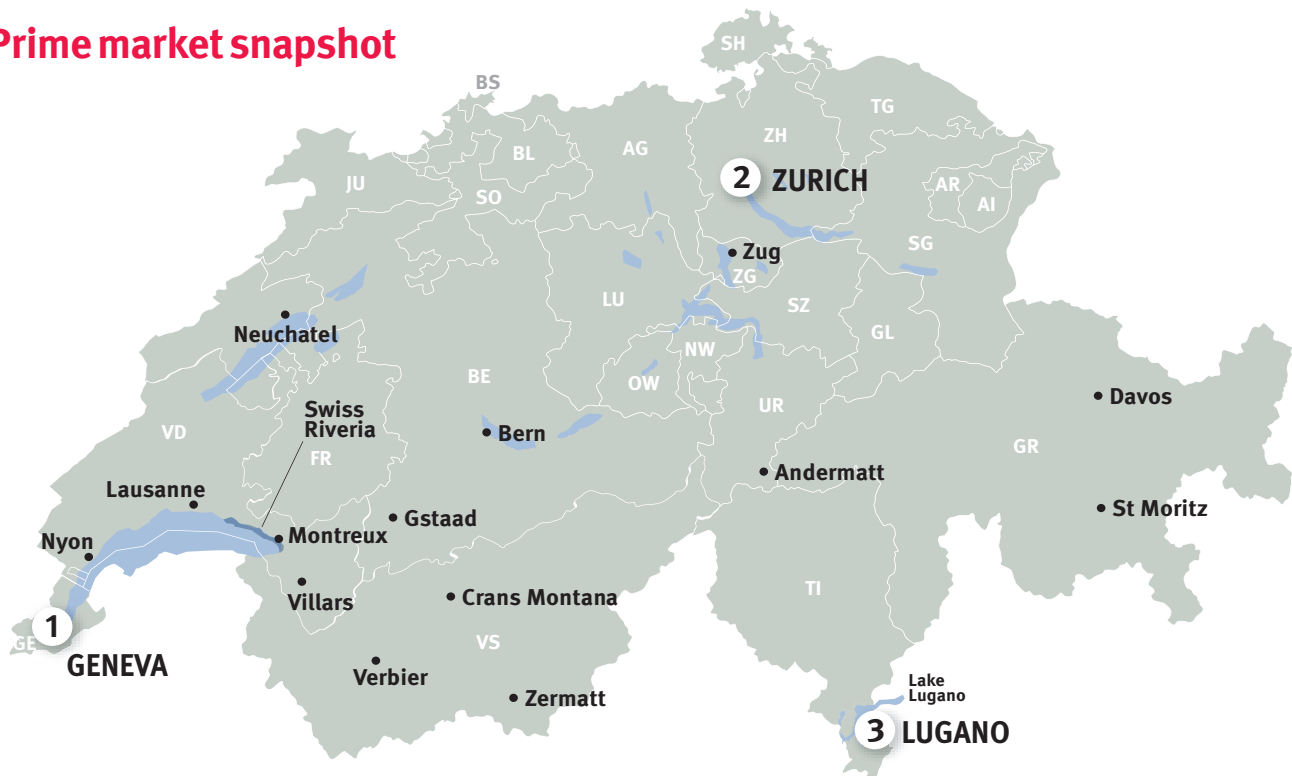 Prime market snapshot
SH
BS
TG
ZH
BL
AG
JU
2 ZURICH
AR
SO
AI
SG
Zug
ZG
LU
SZ
Neuchatel
GL
NW
BE
OW
Davos
UR
Swiss
Riveria
VD
Bern
GR
FR
Andermatt
Lausanne
St Moritz
Gstaad
Montreux
Nyon
TI
Villars
Crans Montana
1
GE
VS
GENEVA
Verbier
Lake
Lugano
Zermatt
3 LUGANO